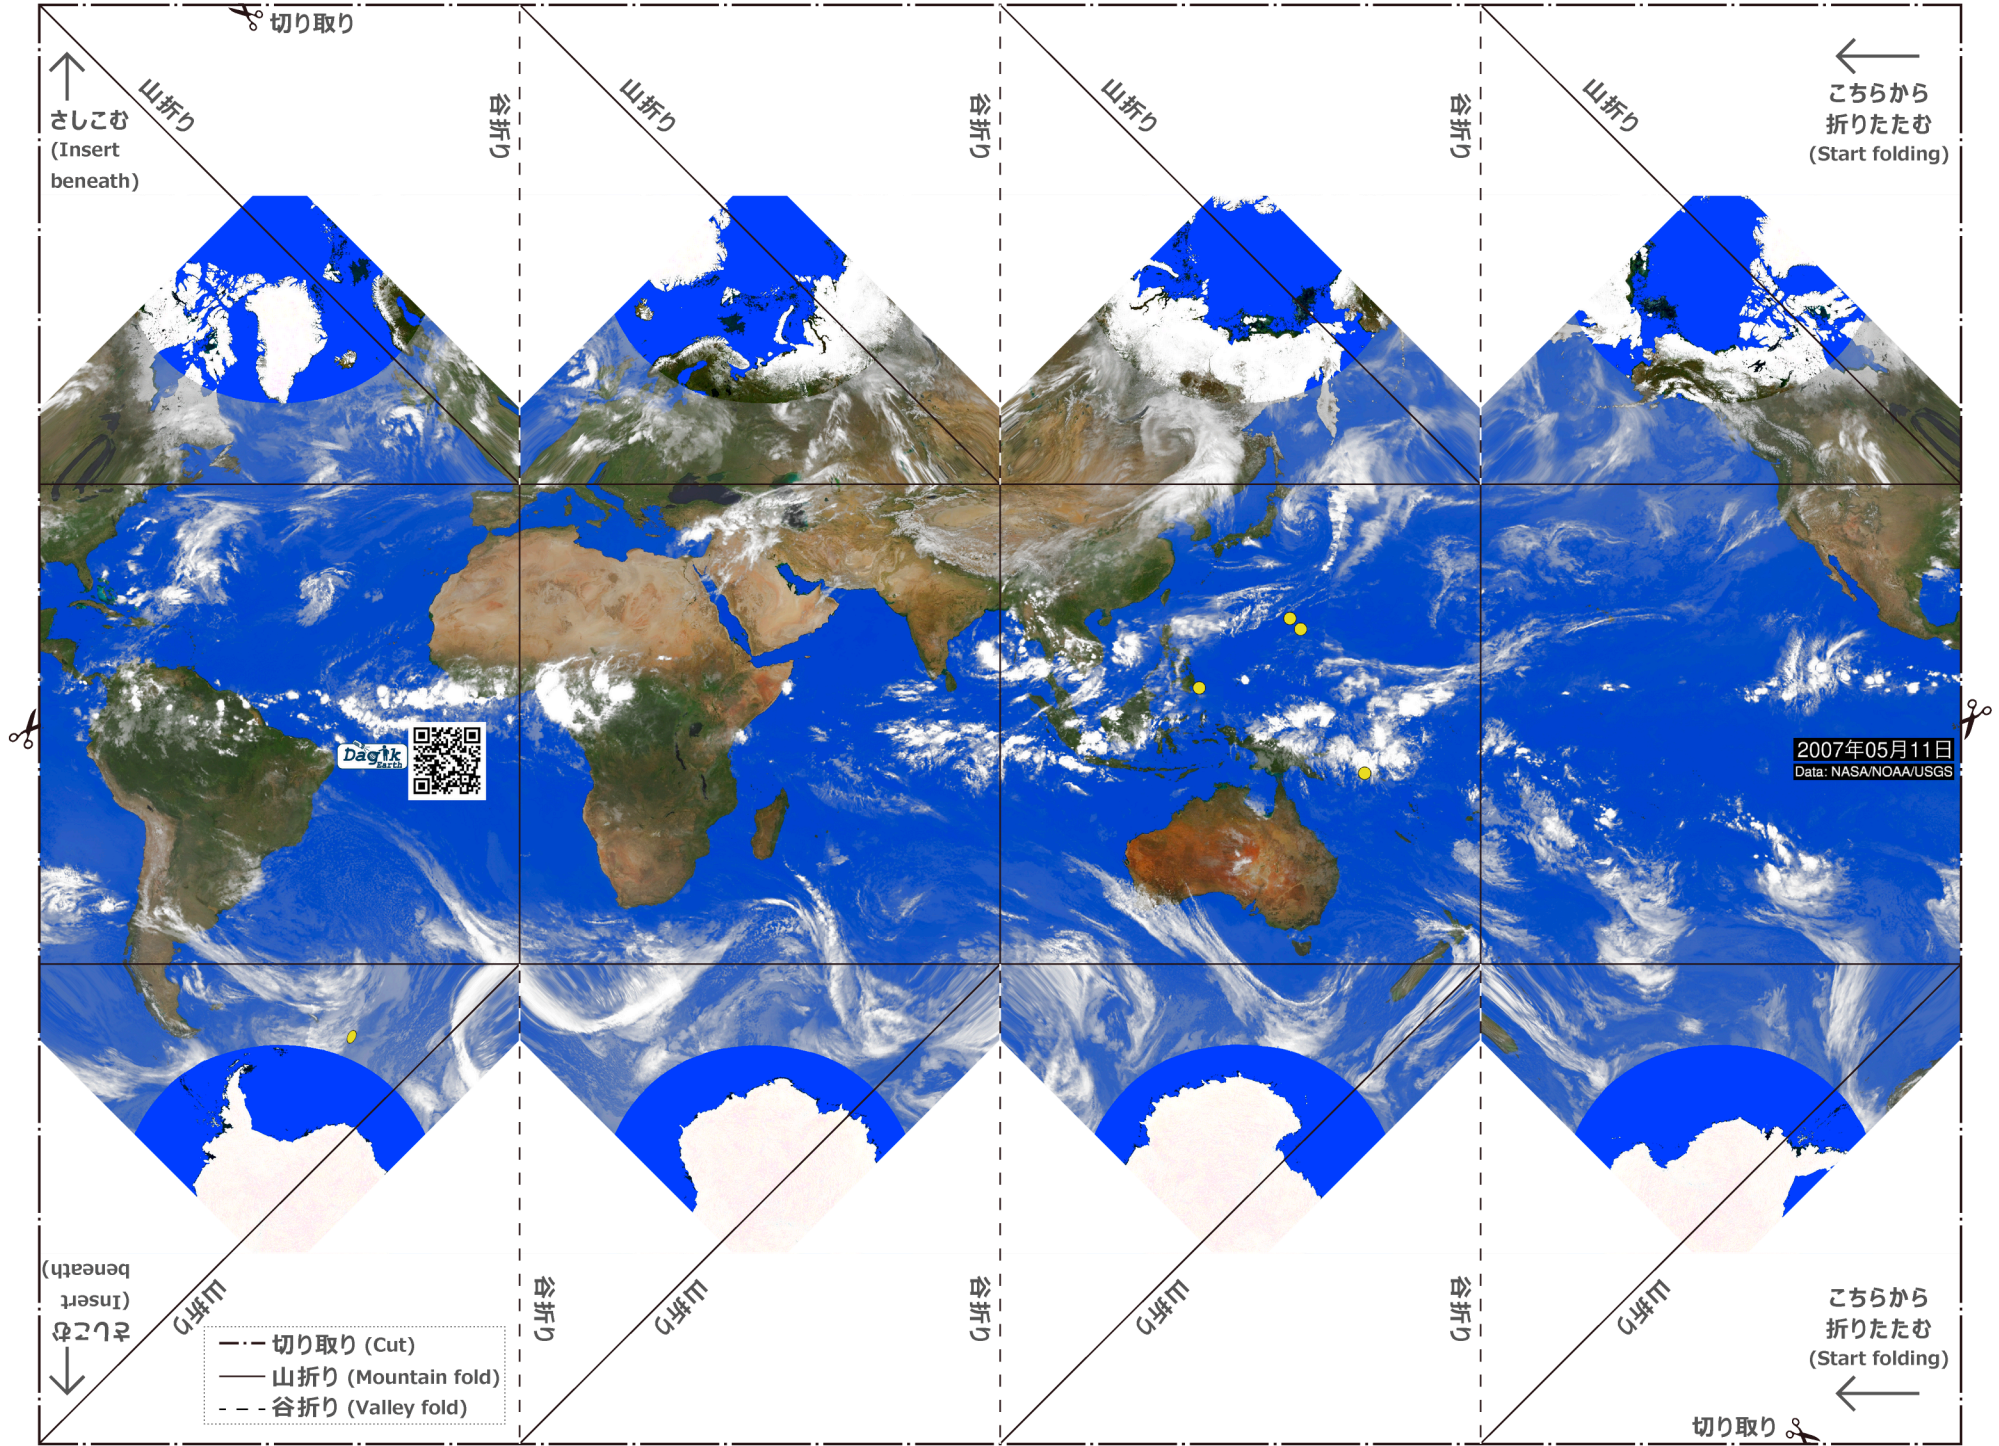 切り取り
山折り
山折り
山折り
山折り
こちらから
折りたたむ
(Start folding)
さしこむ
(Insert
beneath)
谷折り
谷折り
谷折り
Dagik
Earth
2007年05月11日
Data: NASA/NOAA/USGS
さしこむ
(Insert
beneath)
山折り
山折り
山折り
山折り
谷折り
谷折り
谷折り
こちらから
折りたたむ
(Start folding)
切り取り (Cut)
山折り (Mountain fold)
谷折り (Valley fold)
切り取り